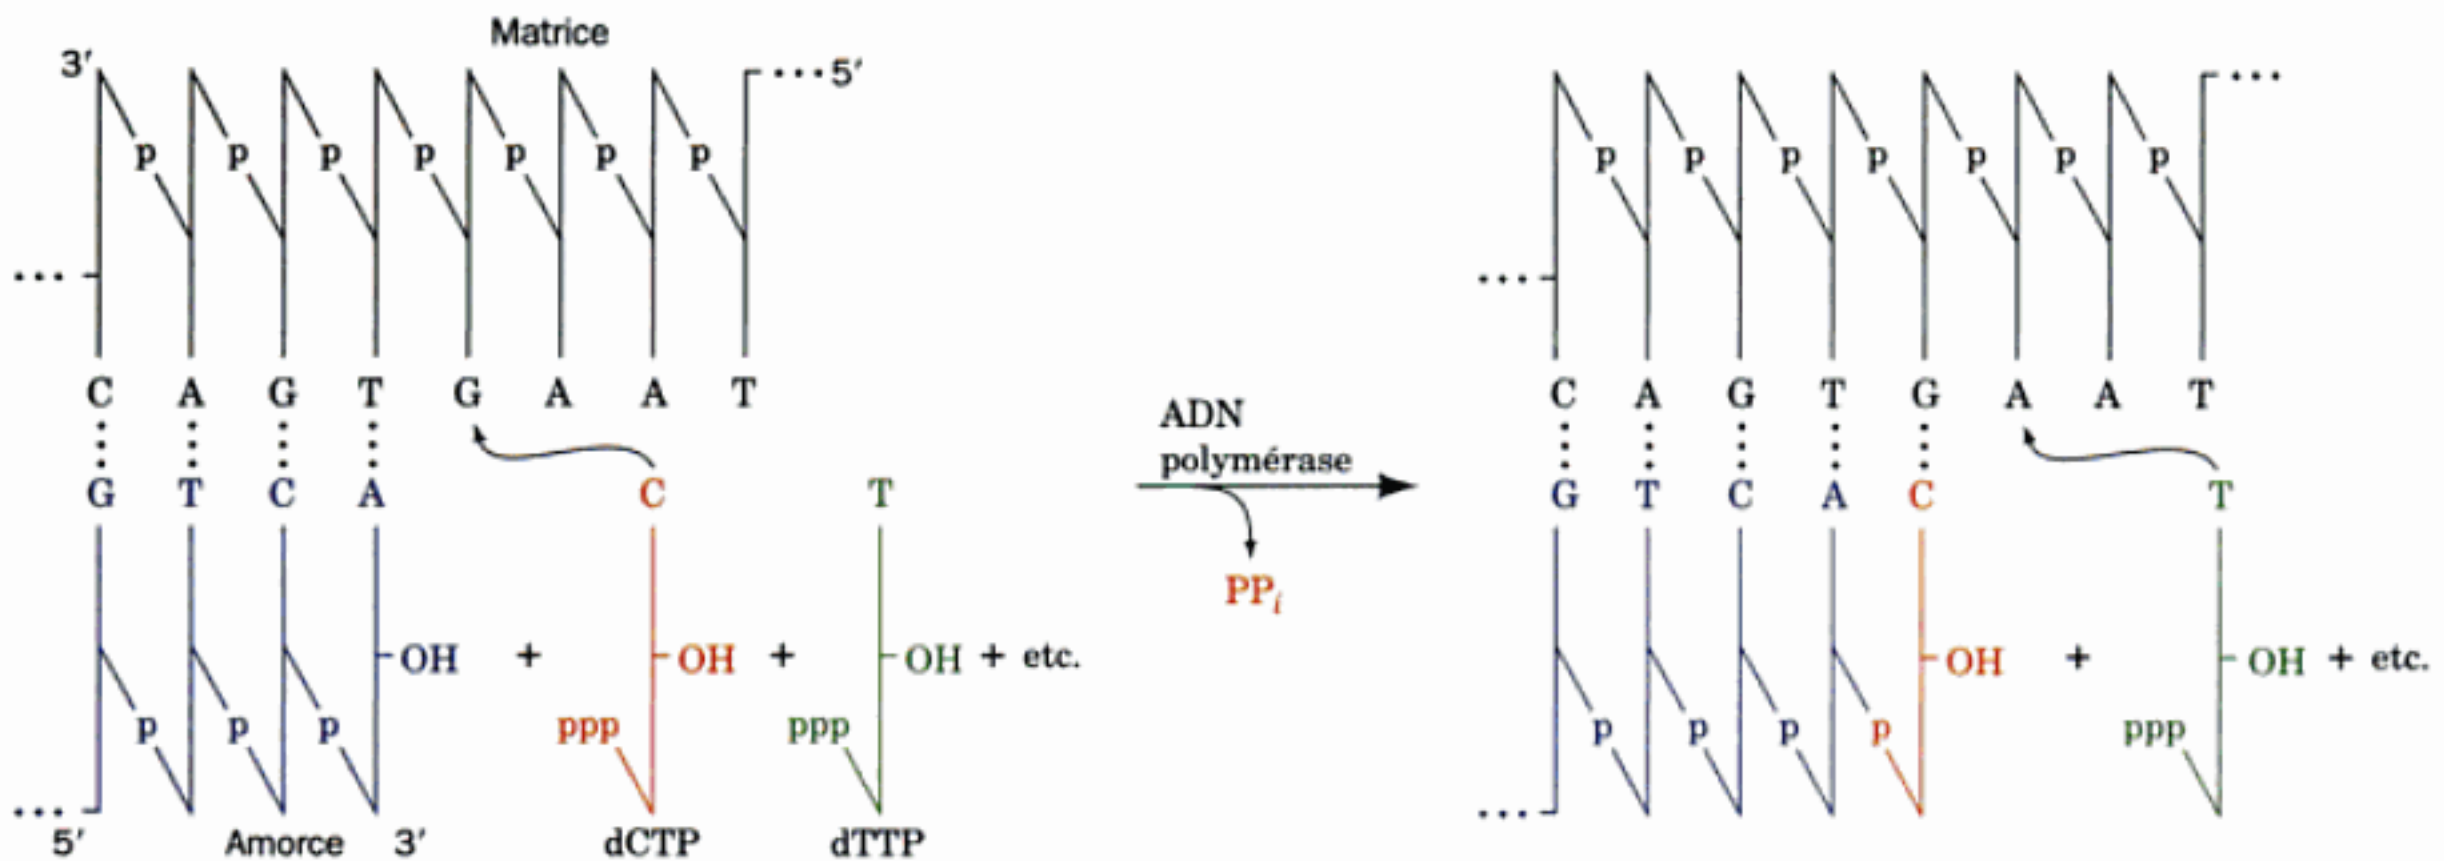 Matrice
3′ ...5′ ...
p p p p p p p p p p p p p p
... ...
C A G T G A A T C A G T G A A T
ADN
polymérase
G T C A C T G T C A C T
PPi
OH + OH + OH + etc. OH + OH + etc.
p p p ppp ppp p p p p ppp
... ...
5′ Amorce 3′ dCTP dTTP